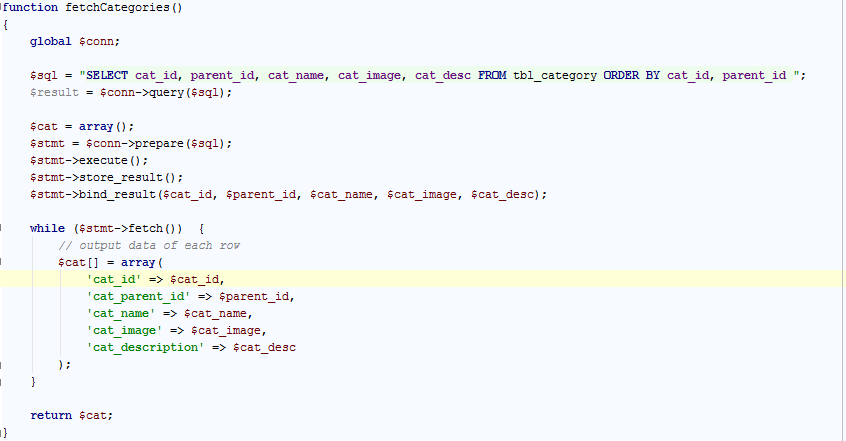 function fetchCategories()
{
    global $conn;

    $sql = "SELECT cat_id, parent_id, cat_name, cat_image, cat_desc FROM tbl_category ORDER BY cat_id, parent_id ";
    $result = $conn->query($sql);

    $cat = array();
    $stmt = $conn->prepare($sql);
    $stmt->execute();
    $stmt->store_result();
    $stmt->bind_result($cat_id, $parent_id, $cat_name, $cat_image, $cat_desc);

    while ($stmt->fetch())  {
        // output data of each row
        $cat[] = array(
            'cat_id' => $cat_id,
            'cat_parent_id' => $parent_id,
            'cat_name' => $cat_name,
            'cat_image' => $cat_image,
            'cat_description' => $cat_desc
        );
    }

    return $cat;
}